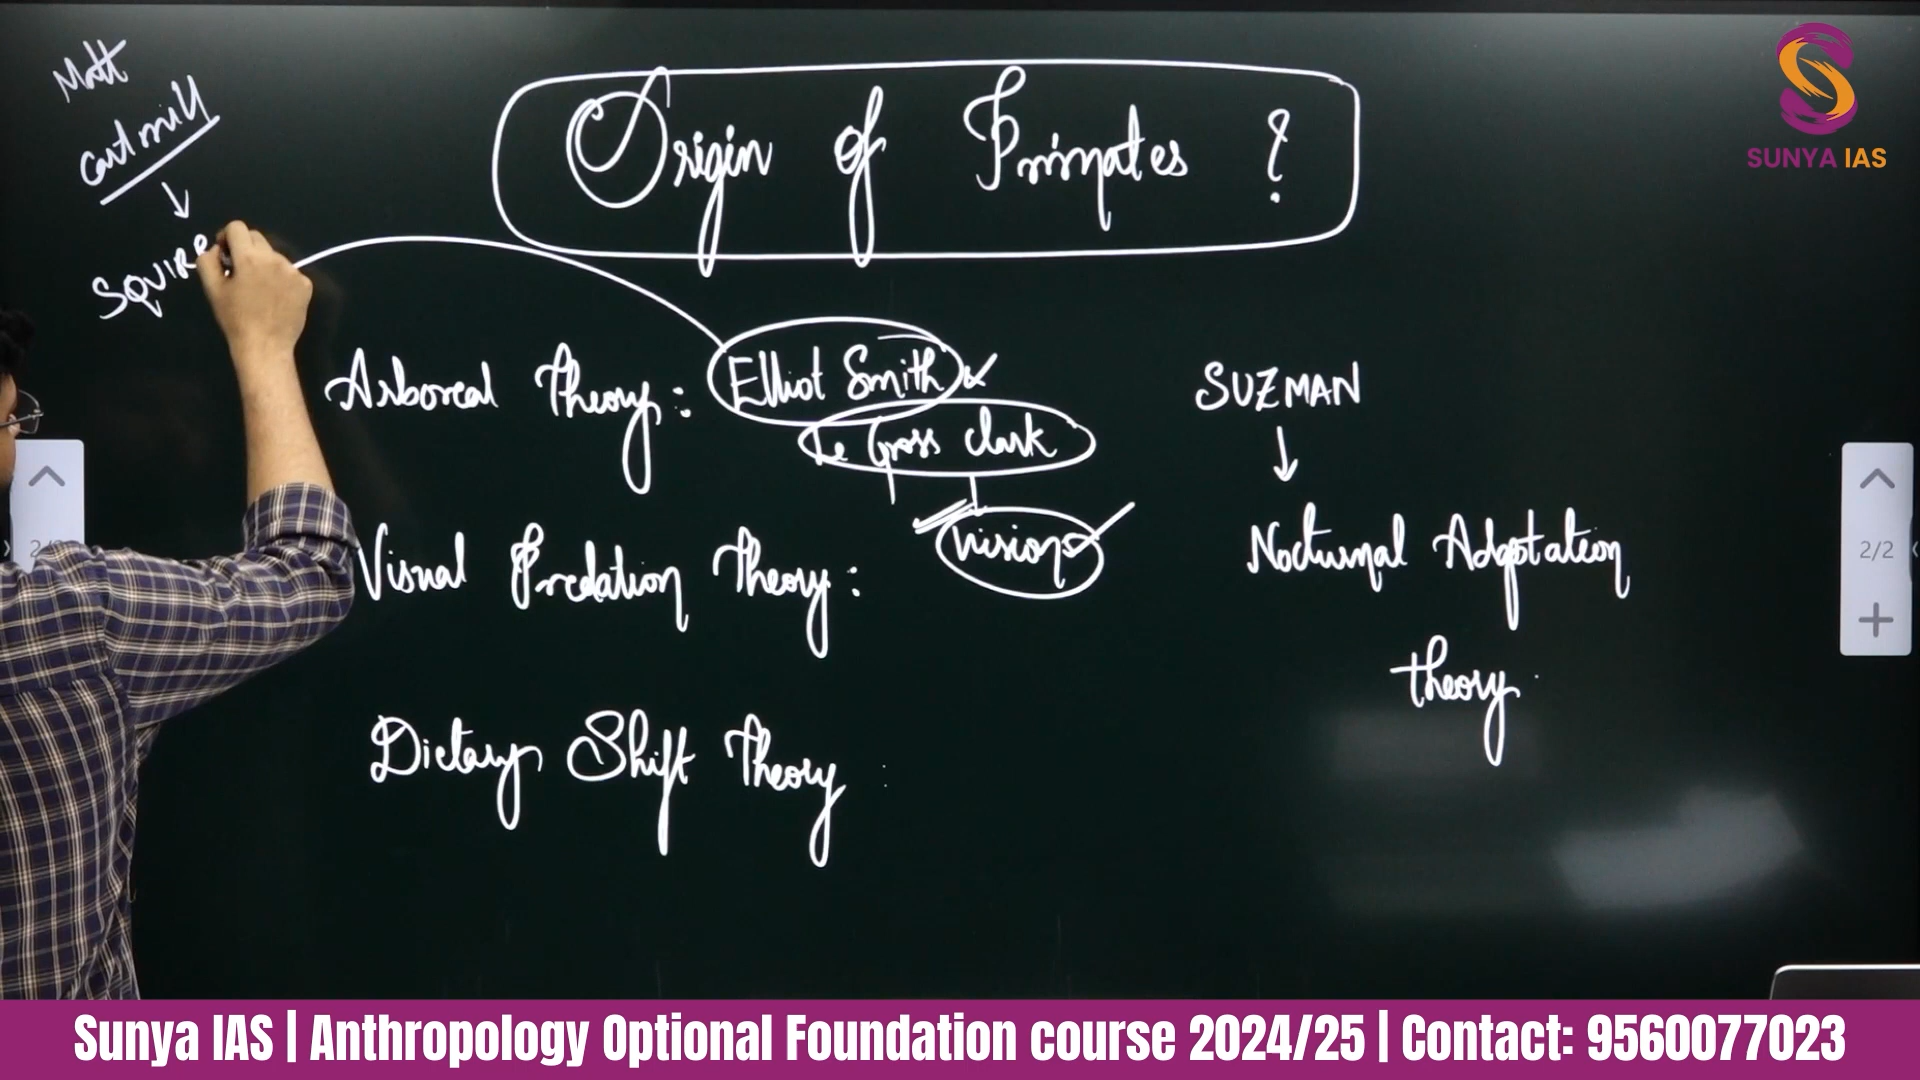 Matt
cartmill
SQUIRR
Origin of Primates ?
SUNYA IAS
Arboreal Theory : Elliot Smith
Le Gross Clark
Vision
SUZMAN
Visual Predation Theory :
Nocturnal Adaptation
theory
Dietary Shift Theory
2/2
Sunya IAS | Anthropology Optional Foundation course 2024/25 | Contact: 9560077023